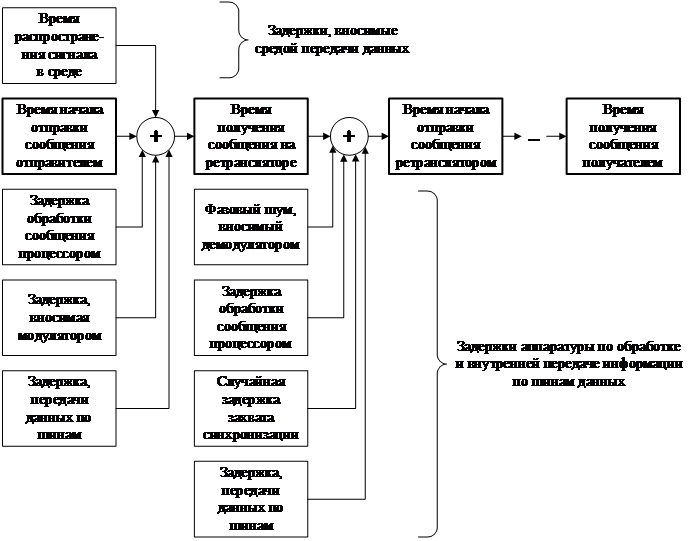 Время
распростране-
ния сигнала
в среде
Задержки, вносимые
средой передачи данных
Время начала
отправки
сообщения
отправителем
+
Время
получения
сообщения на
ретрансляторе
+
Время начала
отправки
сообщения
ретранслятором
...
Время
получения
сообщения
получателем
Задержка
обработки
сообщения
процессором
Фазовый шум,
вносимый
демодулятором
Задержка,
вносимая
модулятором
Задержка
обработки
сообщения
процессором
Задержки аппаратуры по обработке
и внутренней передаче информации
по шинам данных
Задержка,
передачи
данных по
шинам
Случайная
задержка
захвата
синхронизации
Задержка,
передачи
данных по
шинам